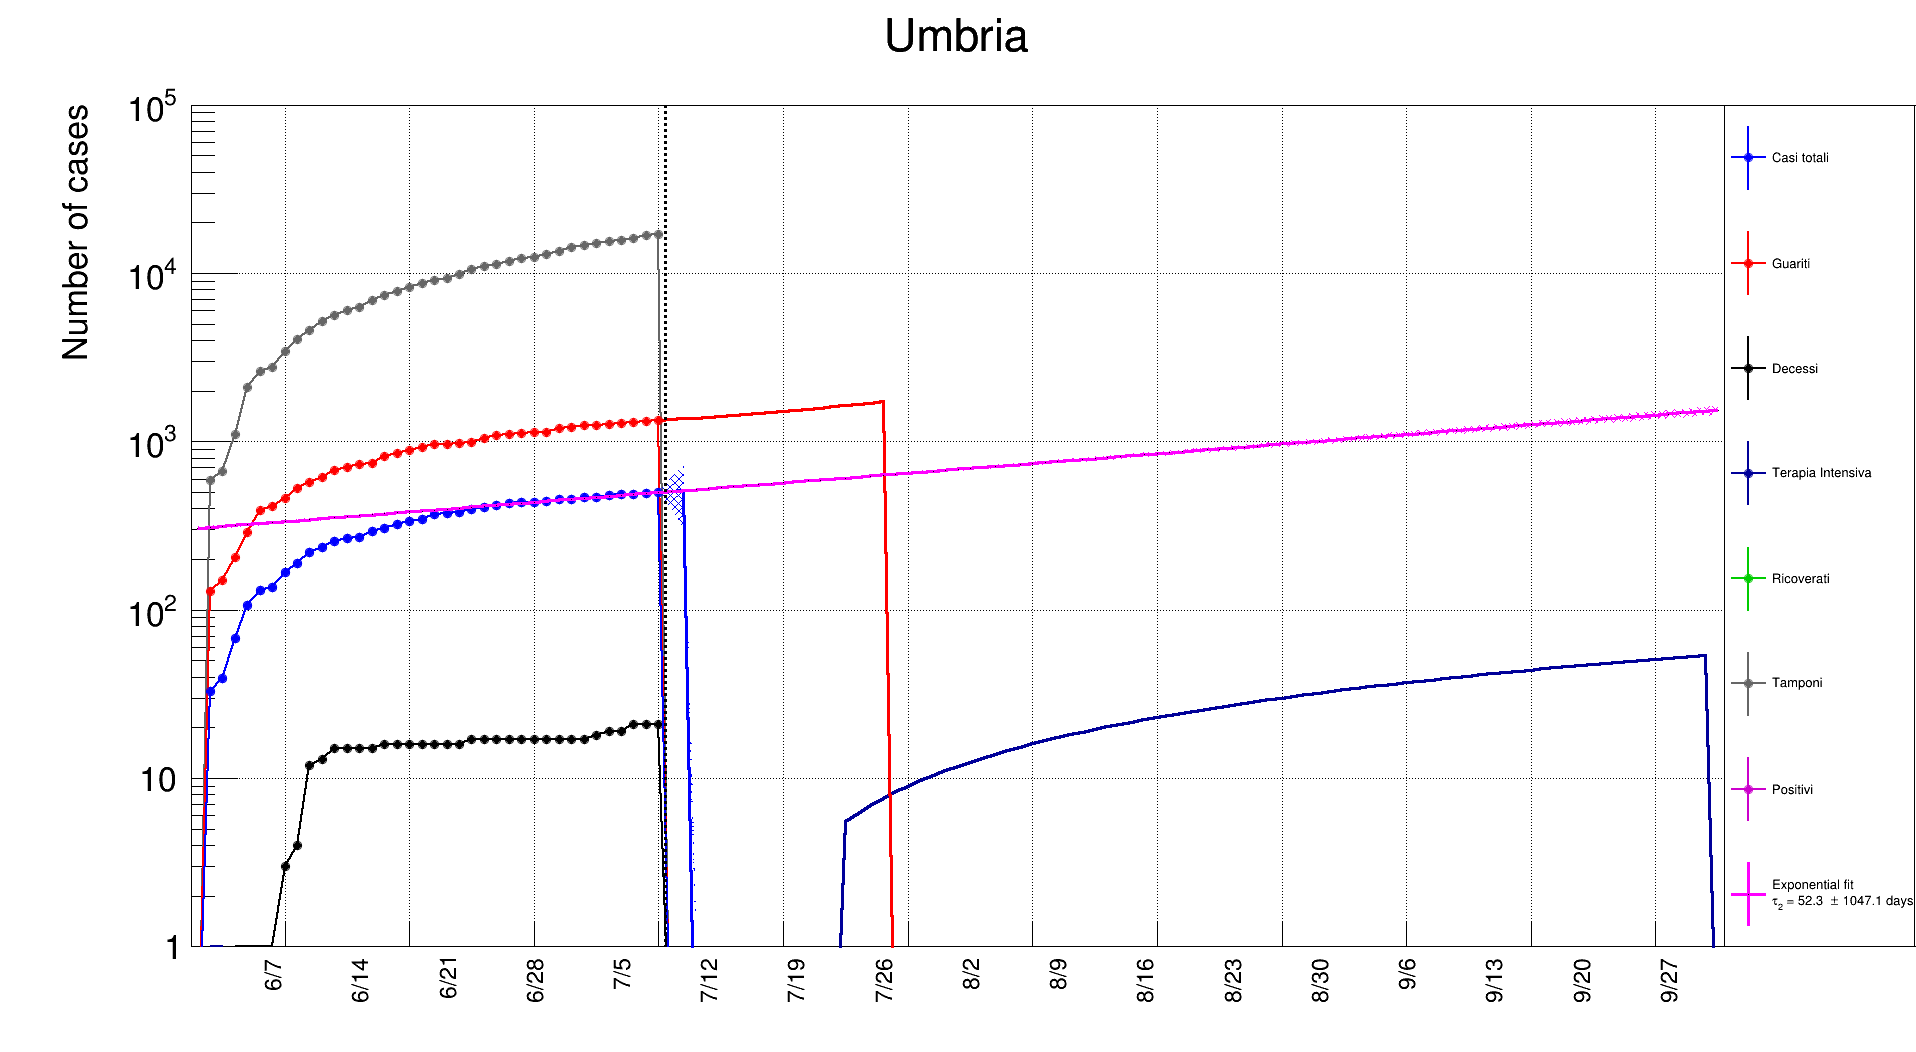 Umbria
Number of cases
10^5
10^4
10^3
10^2
10
1
6/7
6/14
6/21
6/28
7/5
7/12
7/19
7/26
8/2
8/9
8/16
8/23
8/30
9/6
9/13
9/20
9/27
Casi totali
Guariti
Decessi
Terapia Intensiva
Ricoverati
Tamponi
Positivi
Exponential fit
τ_2 = 52.3 ± 1047.1 days